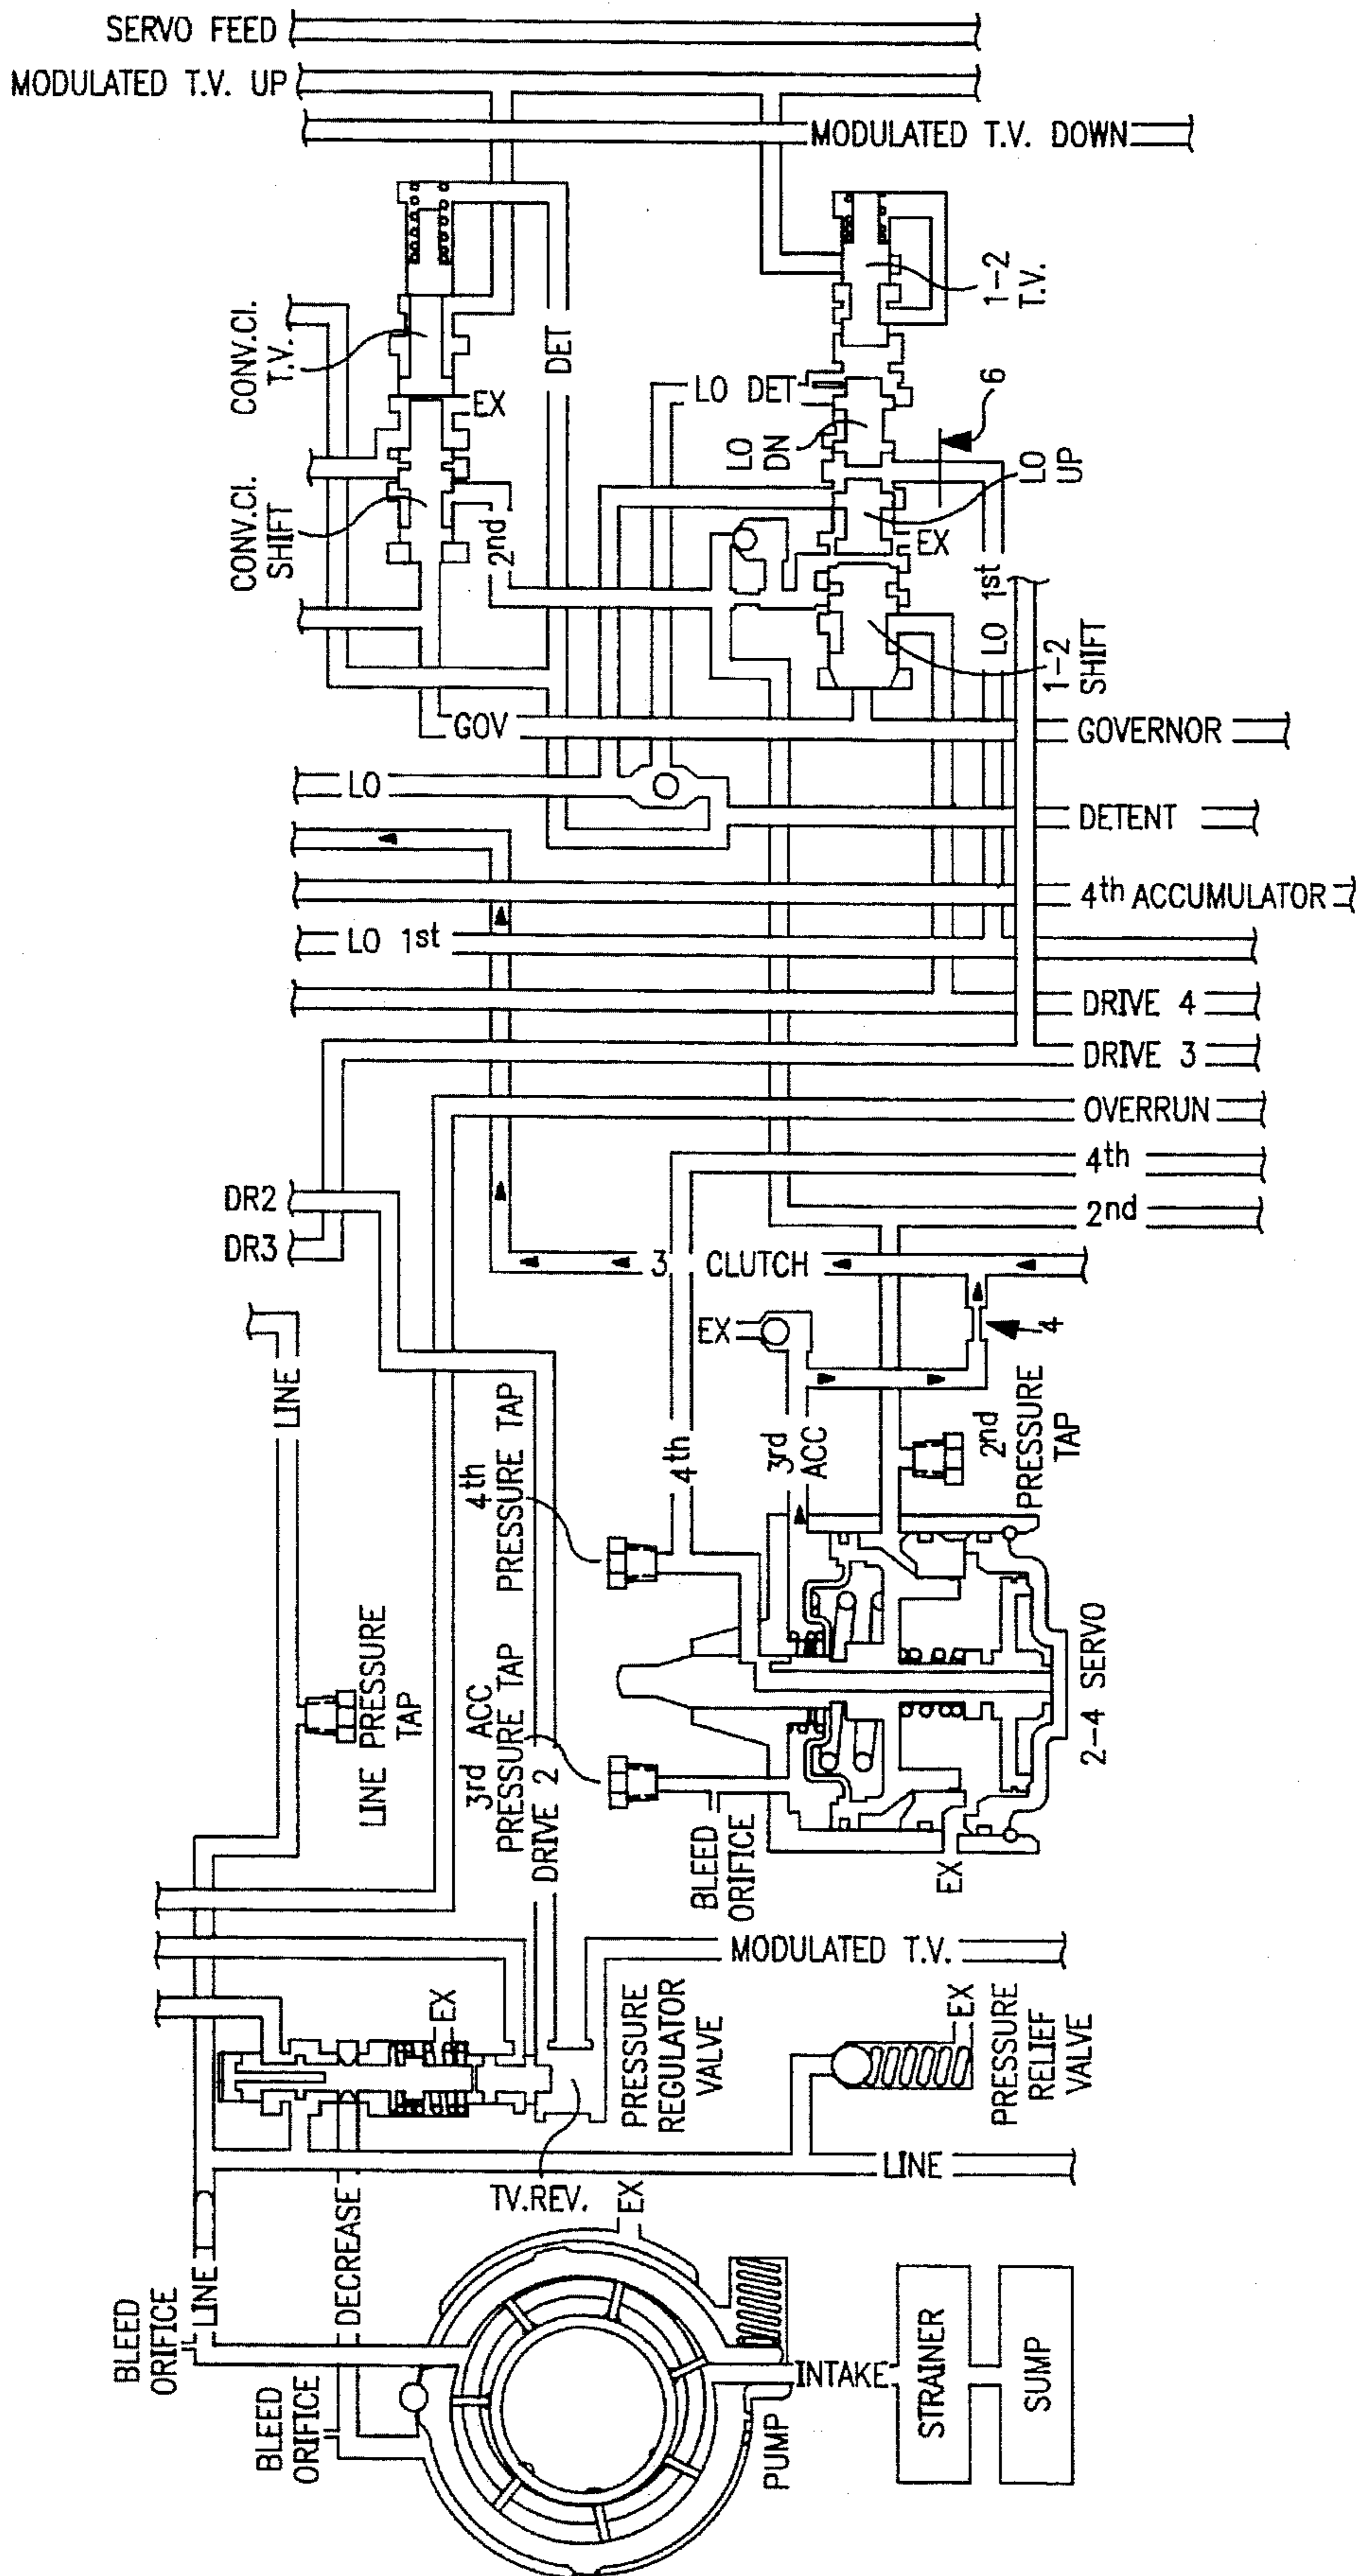 SERVO FEED
MODULATED T.V. UP
MODULATED T.V. DOWN
CONV.CI.
T.V.
EX
DET
1-2
T.V.
LO DET
LO
DN
6
LO
UP
CONV.CI.
SHIFT
2nd
EX
LO 1st
1-2
SHIFT
GOV
GOVERNOR
LO
DETENT
4th ACCUMULATOR
LO 1st
DRIVE 4
DRIVE 3
OVERRUN
4th
DR2
2nd
DR3
3 CLUTCH
EX
4
LINE
4th
PRESSURE TAP
4th
3rd
ACC
2nd
PRESSURE
TAP
LINE PRESSURE
TAP
3rd ACC
PRESSURE TAP
DRIVE 2
BLEED
ORIFICE
EX
2-4 SERVO
MODULATED T.V.
EX
PRESSURE
REGULATOR
VALVE
EX
PRESSURE
RELIEF
VALVE
LINE
TV.REV.
EX
DECREASE
LINE
BLEED
ORIFICE
BLEED
ORIFICE
PUMP
INTAKE
STRAINER
SUMP